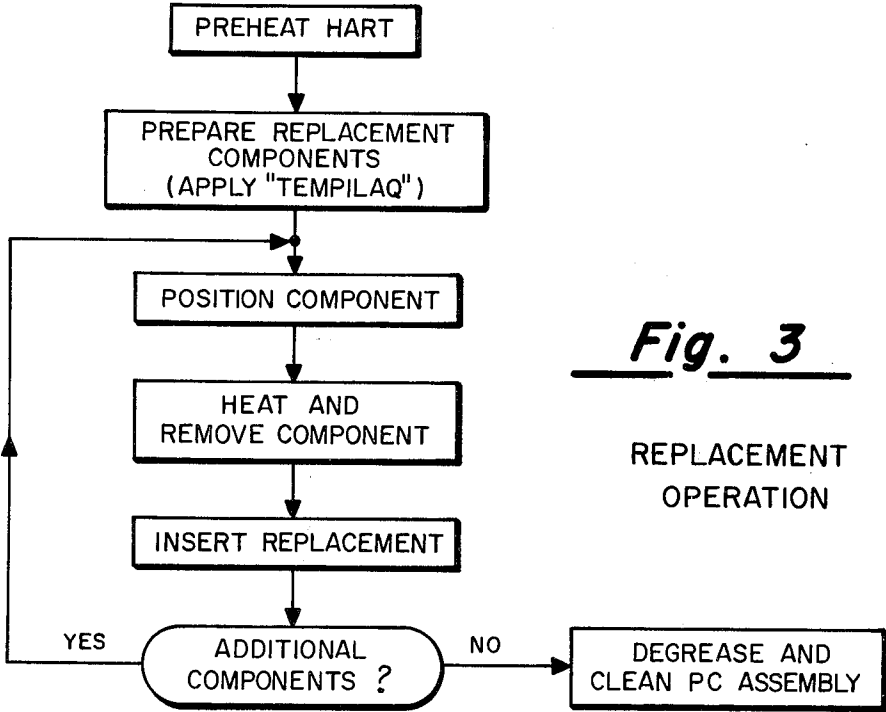 PREHEAT HART
PREPARE REPLACEMENT
COMPONENTS
(APPLY "TEMPILAQ")
POSITION COMPONENT
HEAT AND
REMOVE COMPONENT
INSERT REPLACEMENT
ADDITIONAL
COMPONENTS ?
YES
NO
DEGREASE AND
CLEAN PC ASSEMBLY
Fig. 3
REPLACEMENT
OPERATION